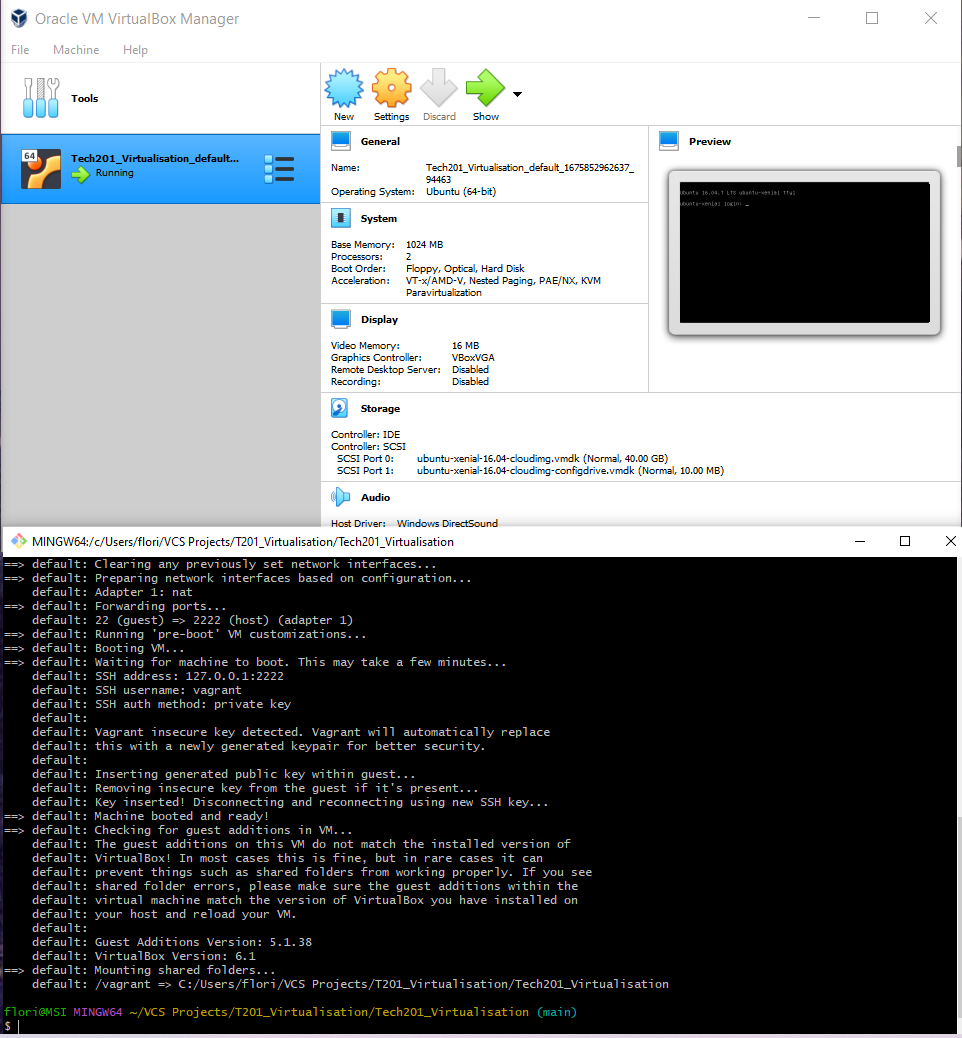 Oracle VM VirtualBox Manager
File Machine Help
Tools
New Settings Discard Show
64
Tech201_Virtualisation_default...
Running
General
Name: Tech201_Virtualisation_default_1675852962637_
94463
Operating System: Ubuntu (64-bit)
System
Base Memory: 1024 MB
Processors: 2
Boot Order: Floppy, Optical, Hard Disk
Acceleration: VT-x/AMD-V, Nested Paging, PAE/NX, KVM
Paravirtualization
Display
Video Memory: 16 MB
Graphics Controller: VBoxVGA
Remote Desktop Server: Disabled
Recording: Disabled
Storage
Controller: IDE
Controller: SCSI
SCSI Port 0: ubuntu-xenial-16.04-cloudimg.vmdk (Normal, 40.00 GB)
SCSI Port 1: ubuntu-xenial-16.04-cloudimg-configdrive.vmdk (Normal, 10.00 MB)
Audio
Host Driver: Windows DirectSound
Preview
Ubuntu 16.04.7 LTS ubuntu-xenial tty1
ubuntu-xenial login: _
MINGW64:/c/Users/flori/VCS Projects/T201_Virtualisation/Tech201_Virtualisation
==> default: Clearing any previously set network interfaces...
==> default: Preparing network interfaces based on configuration...
default: Adapter 1: nat
==> default: Forwarding ports...
default: 22 (guest) => 2222 (host) (adapter 1)
==> default: Running 'pre-boot' VM customizations...
==> default: Booting VM...
==> default: Waiting for machine to boot. This may take a few minutes...
default: SSH address: 127.0.0.1:2222
default: SSH username: vagrant
default: SSH auth method: private key
default:
default: Vagrant insecure key detected. Vagrant will automatically replace
default: this with a newly generated keypair for better security.
default:
default: Inserting generated public key within guest...
default: Removing insecure key from the guest if it's present...
default: Key inserted! Disconnecting and reconnecting using new SSH key...
==> default: Machine booted and ready!
==> default: Checking for guest additions in VM...
default: The guest additions on this VM do not match the installed version of
default: VirtualBox! In most cases this is fine, but in rare cases it can
default: prevent things such as shared folders from working properly. If you see
default: shared folder errors, please make sure the guest additions within the
default: virtual machine match the version of VirtualBox you have installed on
default: your host and reload your VM.
default:
default: Guest Additions Version: 5.1.38
default: VirtualBox Version: 6.1
==> default: Mounting shared folders...
default: /vagrant => C:/Users/flori/VCS Projects/T201_Virtualisation/Tech201_Virtualisation
flori@MSI MINGW64 ~/VCS Projects/T201_Virtualisation/Tech201_Virtualisation (main)
$